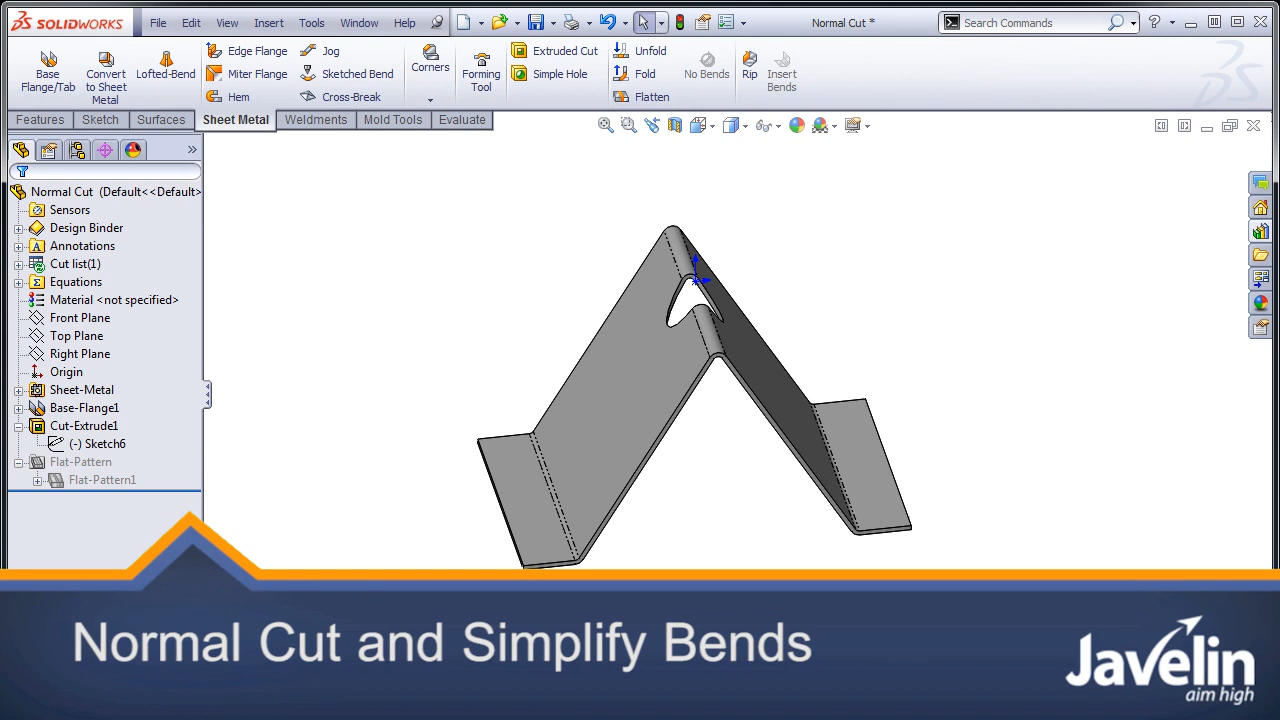 SOLIDWORKS
File Edit View Insert Tools Window Help
Normal Cut *
Search Commands
?
Base Flange/Tab
Convert to Sheet Metal
Lofted-Bend
Edge Flange
Miter Flange
Hem
Jog
Sketched Bend
Cross-Break
Corners
Forming Tool
Extruded Cut
Simple Hole
Unfold
Fold
Flatten
No Bends
Rip
Insert Bends
Features Sketch Surfaces Sheet Metal Weldments Mold Tools Evaluate
Normal Cut (Default<<Default>
Sensors
Design Binder
Annotations
Cut list(1)
Equations
Material <not specified>
Front Plane
Top Plane
Right Plane
Origin
Sheet-Metal
Base-Flange1
Cut-Extrude1
(-) Sketch6
Flat-Pattern
Flat-Pattern1
Normal Cut and Simplify Bends
Javelin
aim high